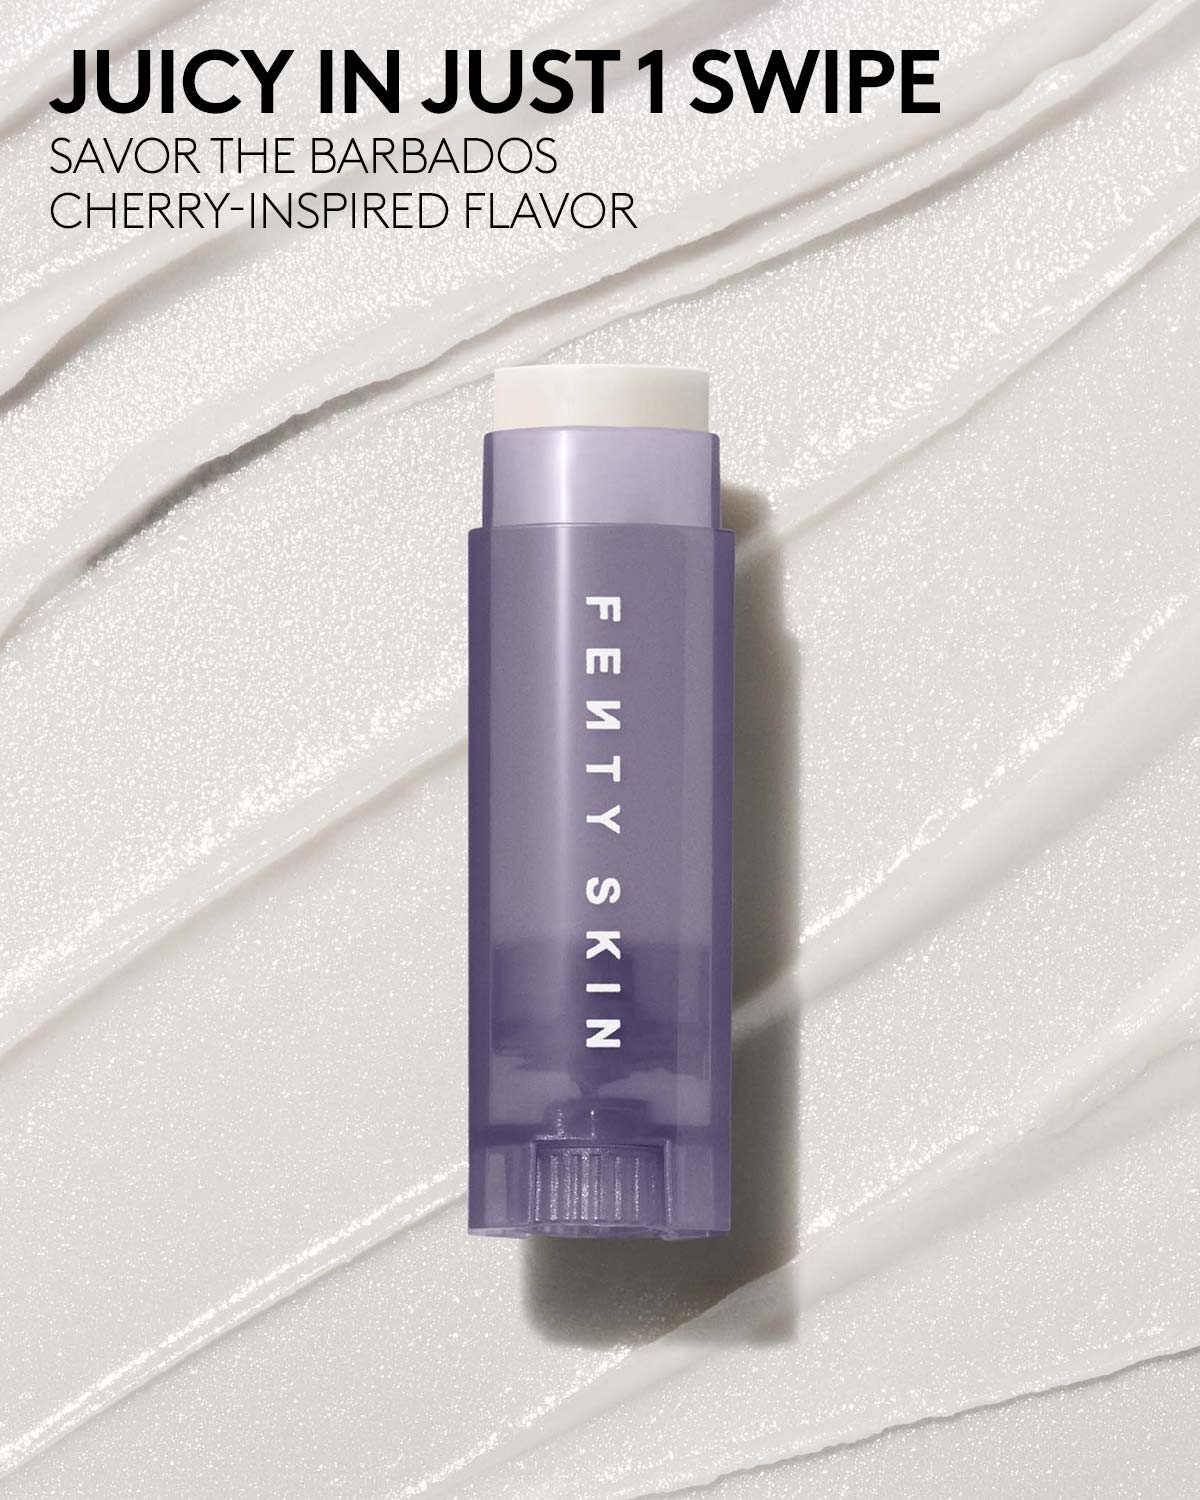 JUICY IN JUST 1 SWIPE
SAVOR THE BARBADOS
CHERRY-INSPIRED FLAVOR
FENTY SKIN